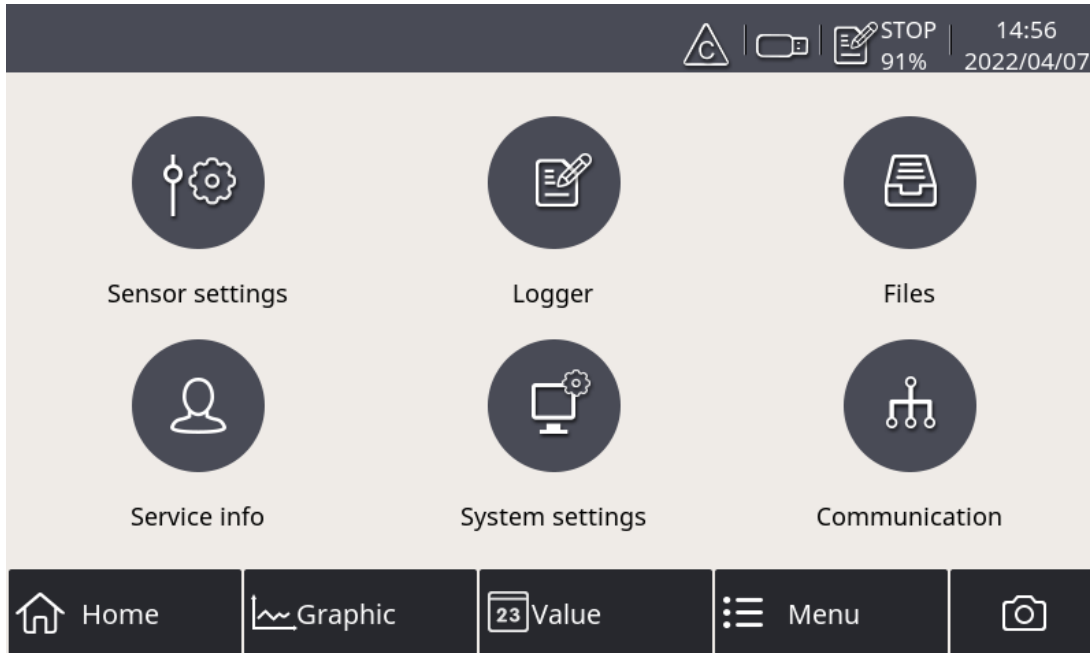 C
STOP
91%
14:56
2022/04/07
Sensor settings
Logger
Files
Service info
System settings
Communication
Home
Graphic
23 Value
Menu